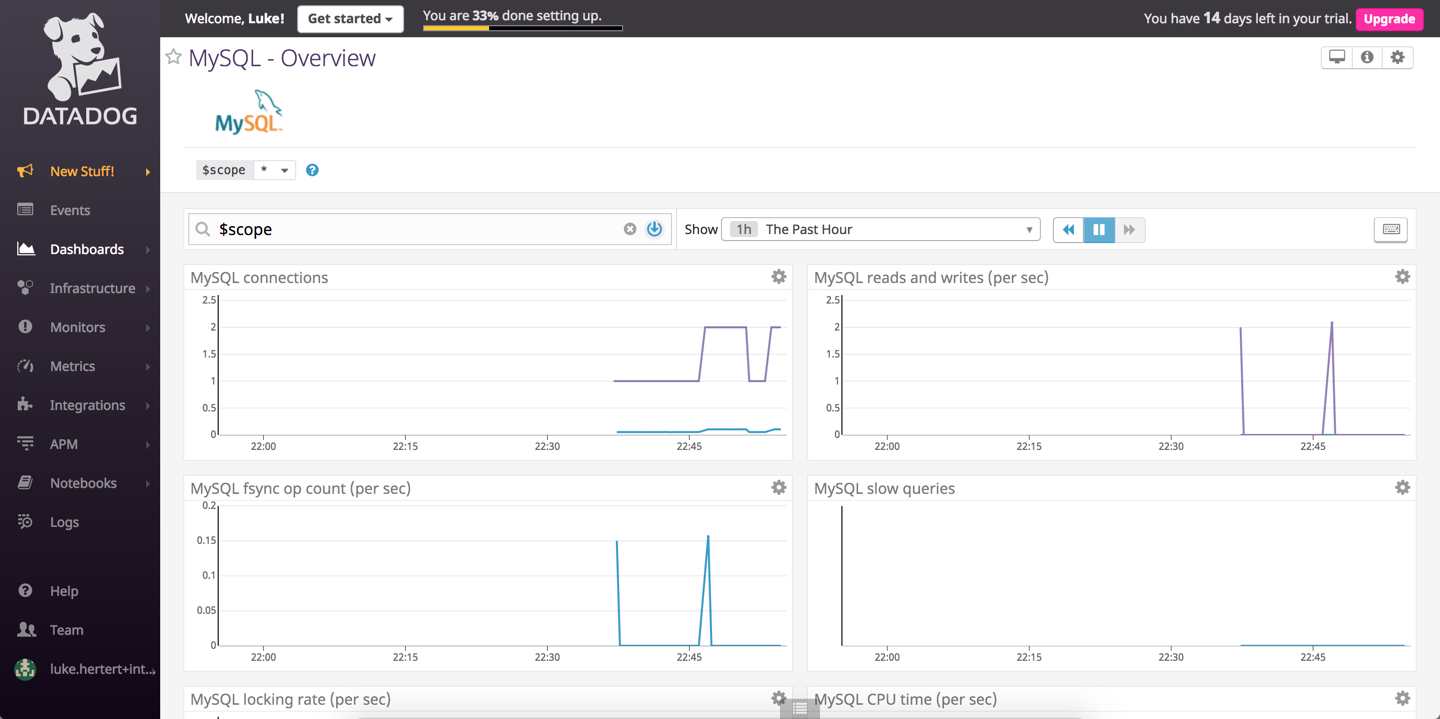 Welcome, Luke!
Get started
You are 33% done setting up.
You have 14 days left in your trial.
Upgrade
DATADOG
New Stuff!
Events
Dashboards
Infrastructure
Monitors
Metrics
Integrations
APM
Notebooks
Logs
Help
Team
luke.hertert+int...
MySQL - Overview
MySQL™
$scope
*
?
$scope
Show
1h The Past Hour
MySQL connections
2.5
2
1.5
1
0.5
0
22:00 22:15 22:30 22:45
MySQL reads and writes (per sec)
2.5
2
1.5
1
0.5
0
22:00 22:15 22:30 22:45
MySQL fsync op count (per sec)
0.2
0.15
0.1
0.05
0
22:00 22:15 22:30 22:45
MySQL slow queries
22:00 22:15 22:30 22:45
MySQL locking rate (per sec)
MySQL CPU time (per sec)